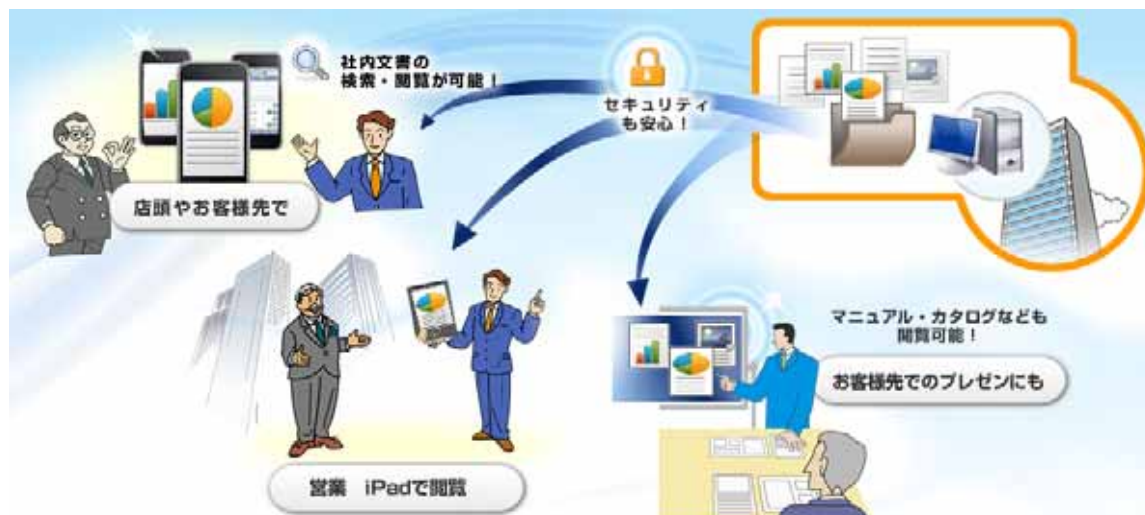 社内文書の
検索・閲覧が可能！
セキュリティ
も安心！
店頭やお客様先で
マニュアル・カタログなども
閲覧可能！
お客様先でのプレゼンにも
営業　iPadで閲覧